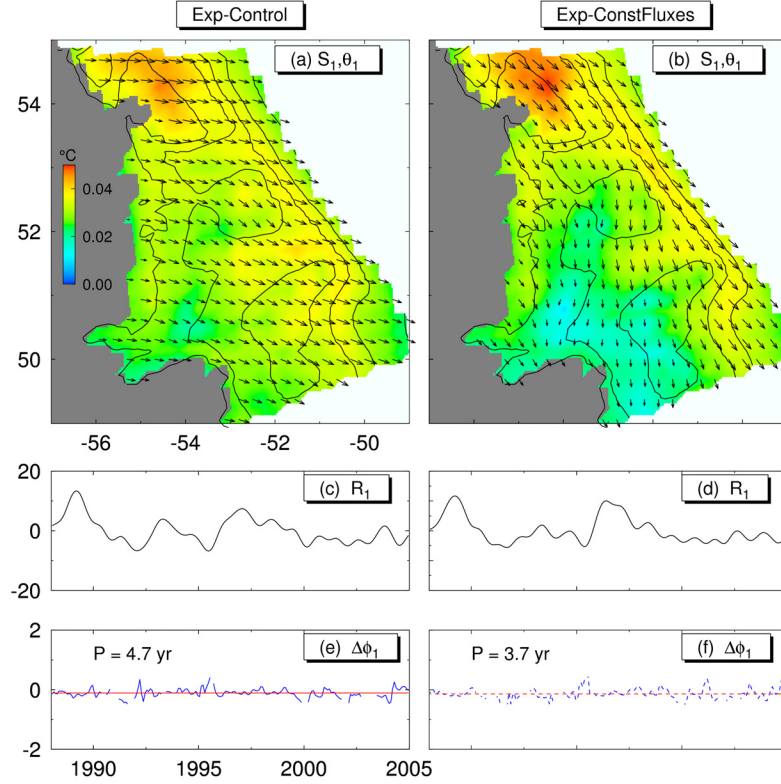 Exp-Control
Exp-ConstFluxes
(a) S₁,θ₁
(b) S₁,θ₁
54
52
50
°C
0.04
0.02
0.00
-56
-54
-52
-50
20
0
-20
(c) R₁
(d) R₁
2
0
-2
P = 4.7 yr
(e) Δϕ₁
P = 3.7 yr
(f) Δϕ₁
1990
1995
2000
2005